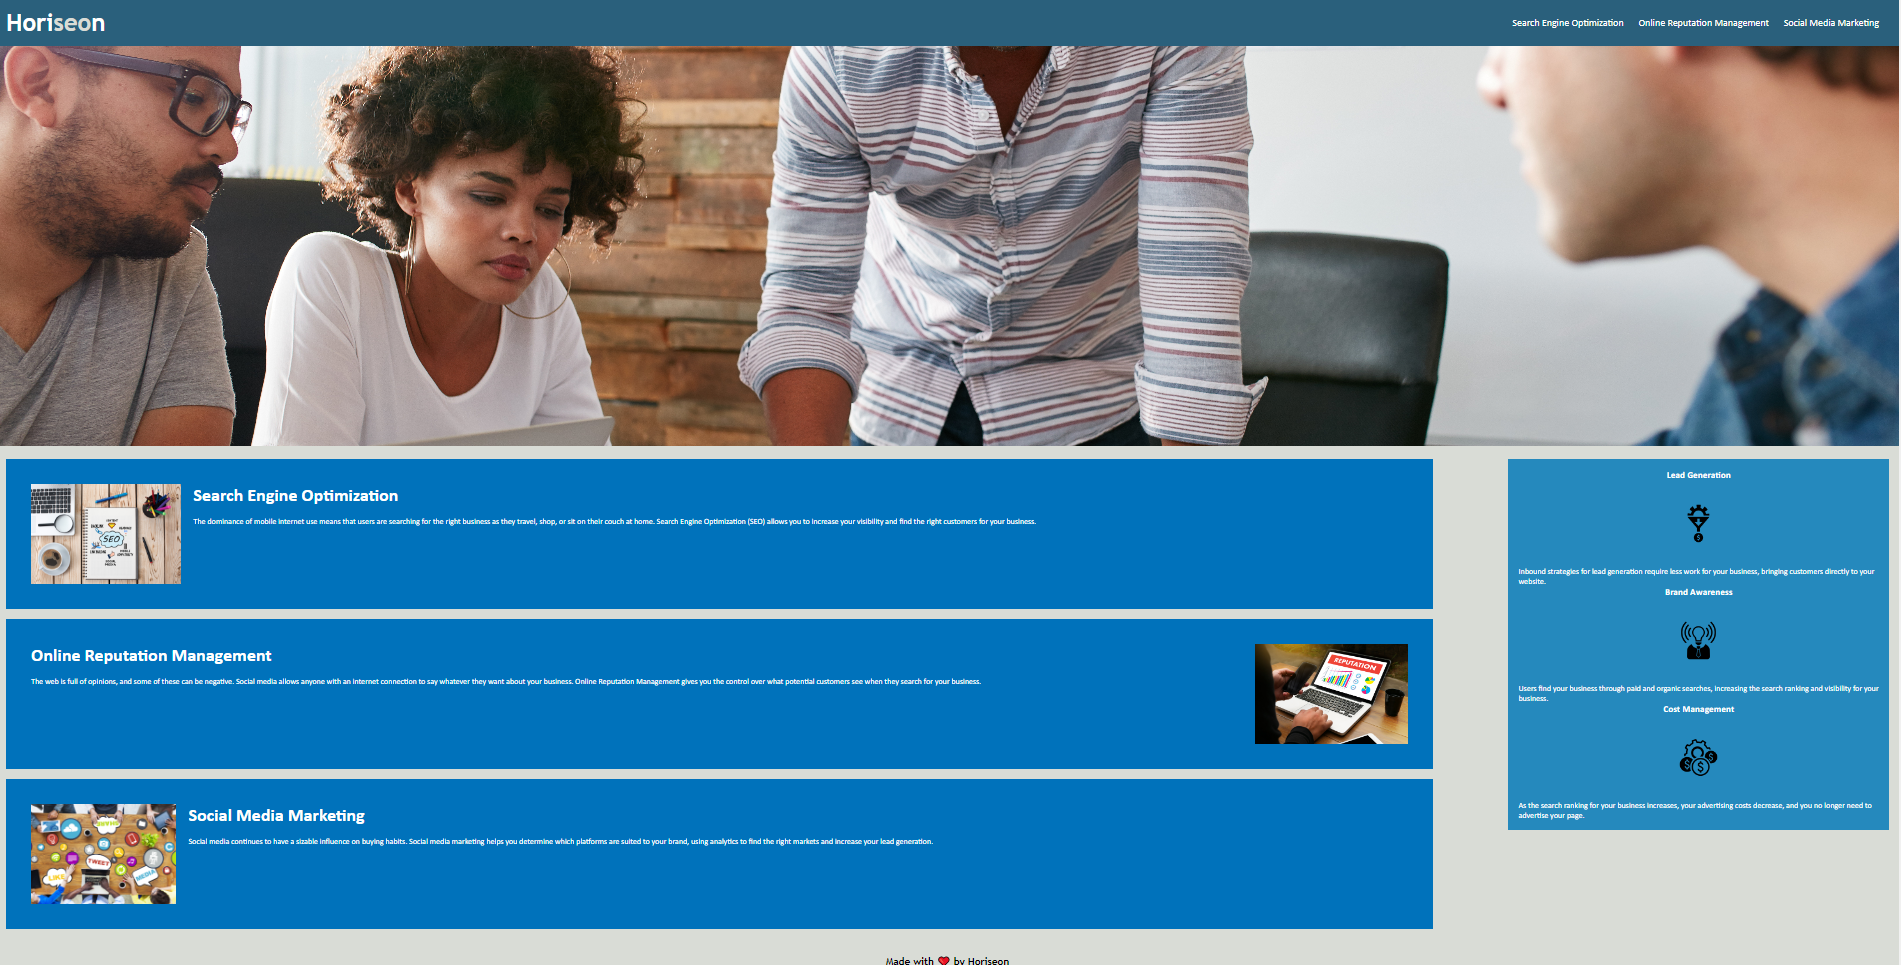 Horiseon
Search Engine Optimization
Online Reputation Management
Social Media Marketing
SEO
Search Engine Optimization
The dominance of mobile internet use means that users are searching for the right business as they travel, shop, or sit on their couch at home. Search Engine Optimization (SEO) allows you to increase your visibility and find the right customers for your business.
Online Reputation Management
The web is full of opinions, and some of these can be negative. Social media allows anyone with an internet connection to say whatever they want about your business. Online Reputation Management gives you the control over what potential customers see when they search for your business.
REPUTATION
TWEET
LIKE
MEDIA
Social Media Marketing
Social media continues to have a sizable influence on buying habits. Social media marketing helps you determine which platforms are suited to your brand, using analytics to find the right markets and increase your lead generation.
Lead Generation
Inbound strategies for lead generation require less work for your business, bringing customers directly to your
website.
Brand Awareness
Users find your business through paid and organic searches, increasing the search ranking and visibility for your
business.
Cost Management
As the search ranking for your business increases, your advertising costs decrease, and you no longer need to
advertise your page.
Made with ❤ by Horiseon